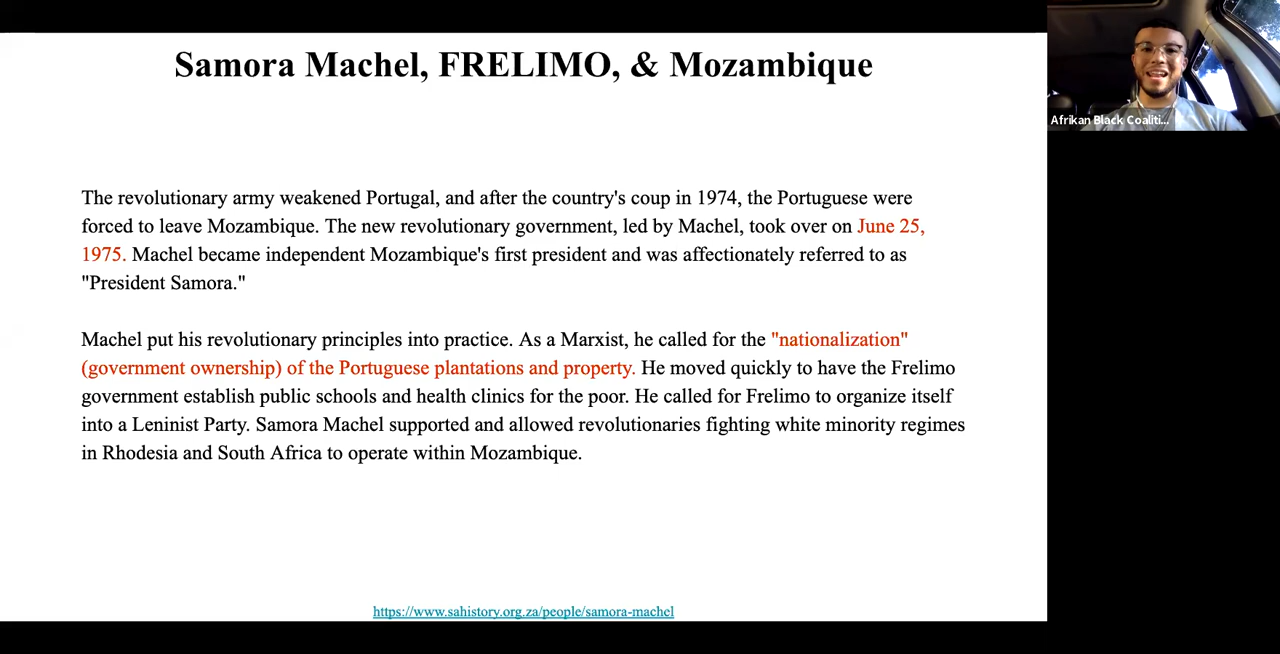 Samora Machel, FRELIMO, & Mozambique
Afrikan Black Coaliti...
The revolutionary army weakened Portugal, and after the country's coup in 1974, the Portuguese were
forced to leave Mozambique. The new revolutionary government, led by Machel, took over on June 25,
1975. Machel became independent Mozambique's first president and was affectionately referred to as
"President Samora."
Machel put his revolutionary principles into practice. As a Marxist, he called for the "nationalization"
(government ownership) of the Portuguese plantations and property. He moved quickly to have the Frelimo
government establish public schools and health clinics for the poor. He called for Frelimo to organize itself
into a Leninist Party. Samora Machel supported and allowed revolutionaries fighting white minority regimes
in Rhodesia and South Africa to operate within Mozambique.
https://www.sahistory.org.za/people/samora-machel